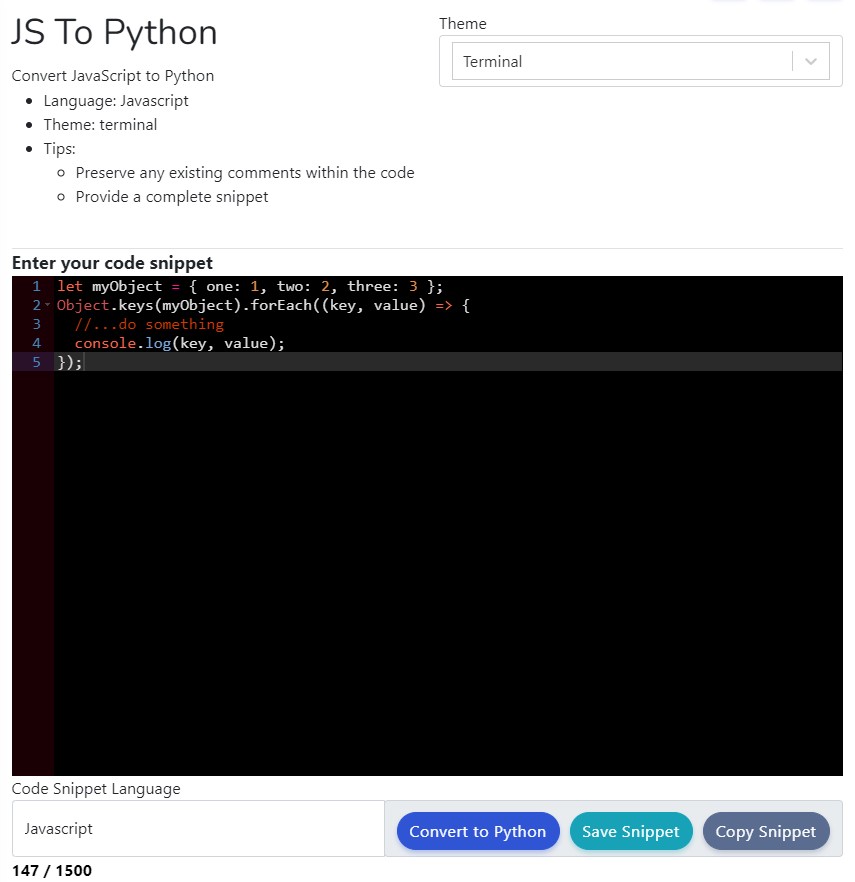 JS To Python
Theme
Terminal
Convert JavaScript to Python
Language: Javascript
Theme: terminal
Tips:
Preserve any existing comments within the code
Provide a complete snippet
Enter your code snippet
1 let myObject = { one: 1, two: 2, three: 3 };
2 Object.keys(myObject).forEach((key, value) => {
3   //...do something
4   console.log(key, value);
5 });
Code Snippet Language
Javascript
Convert to Python
Save Snippet
Copy Snippet
147 / 1500